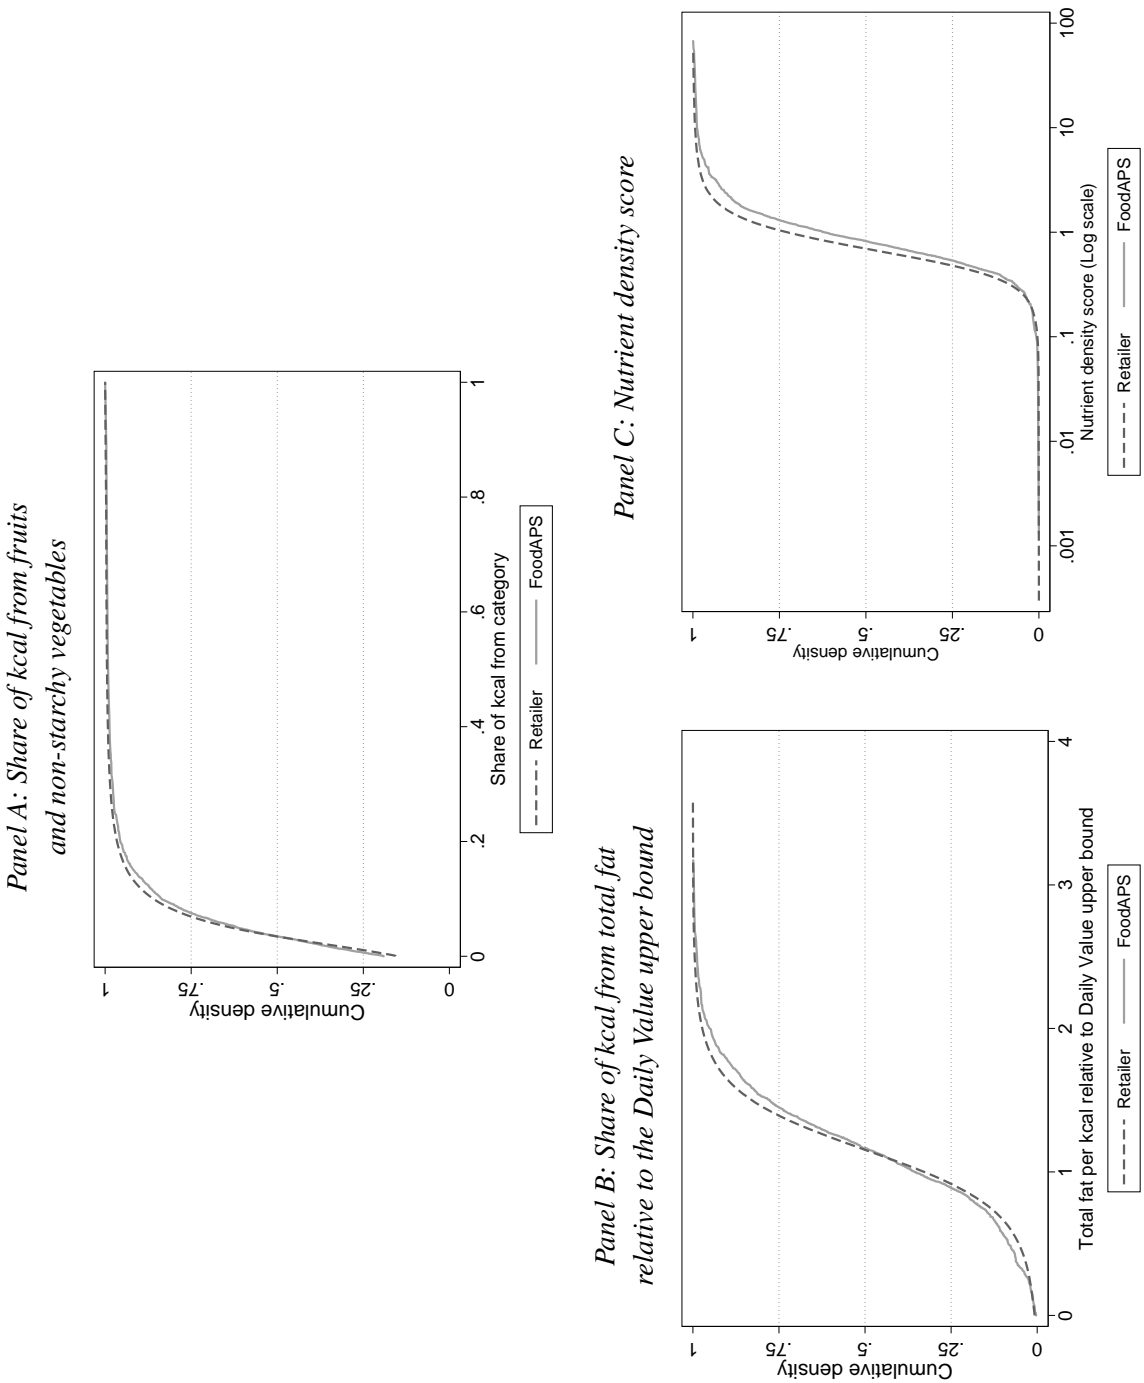 Panel A: Share of kcal from fruits
and non-starchy vegetables
Cumulative density
1
.75
.5
.25
0
0
.2
.4
.6
.8
1
Share of kcal from category
Retailer
FoodAPS
Panel B: Share of kcal from total fat
relative to the Daily Value upper bound
Cumulative density
1
.75
.5
.25
0
0
1
2
3
4
Total fat per kcal relative to Daily Value upper bound
Retailer
FoodAPS
Panel C: Nutrient density score
Cumulative density
1
.75
.5
.25
0
.001
.01
.1
1
10
100
Nutrient density score (Log scale)
Retailer
FoodAPS